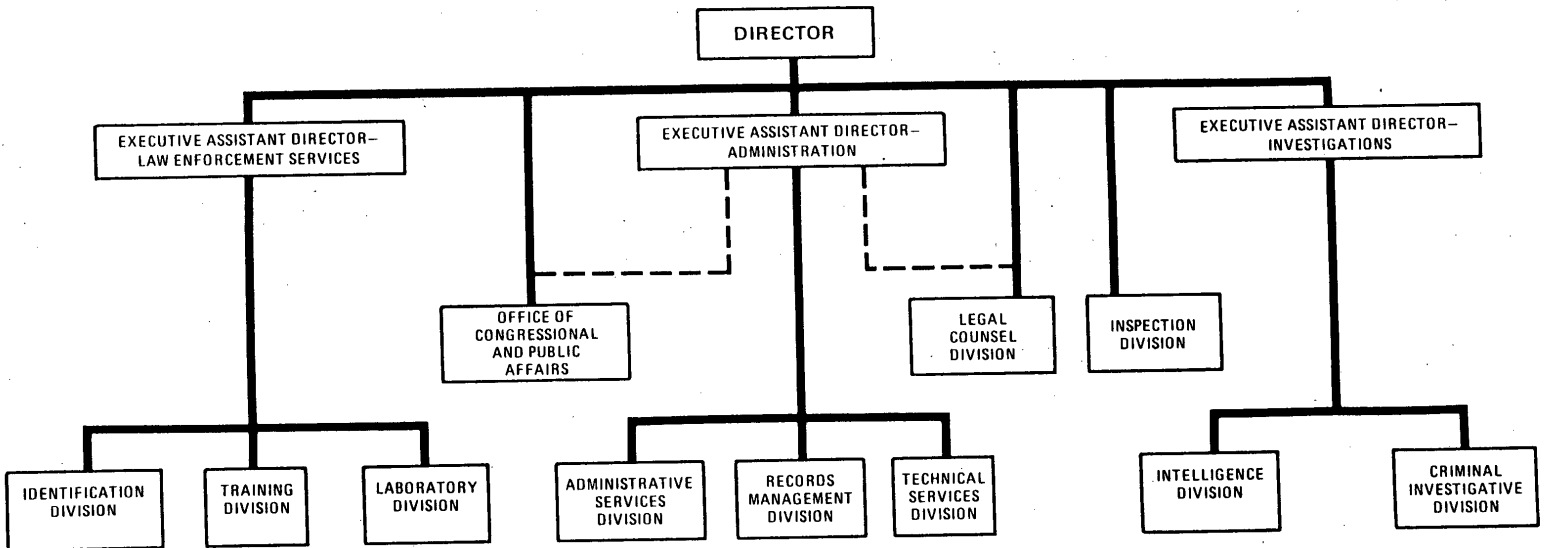 DIRECTOR
EXECUTIVE ASSISTANT DIRECTOR–
LAW ENFORCEMENT SERVICES
EXECUTIVE ASSISTANT DIRECTOR–
ADMINISTRATION
EXECUTIVE ASSISTANT DIRECTOR–
INVESTIGATIONS
OFFICE OF
CONGRESSIONAL
AND PUBLIC
AFFAIRS
LEGAL
COUNSEL
DIVISION
INSPECTION
DIVISION
IDENTIFICATION
DIVISION
TRAINING
DIVISION
LABORATORY
DIVISION
ADMINISTRATIVE
SERVICES
DIVISION
RECORDS
MANAGEMENT
DIVISION
TECHNICAL
SERVICES
DIVISION
INTELLIGENCE
DIVISION
CRIMINAL
INVESTIGATIVE
DIVISION